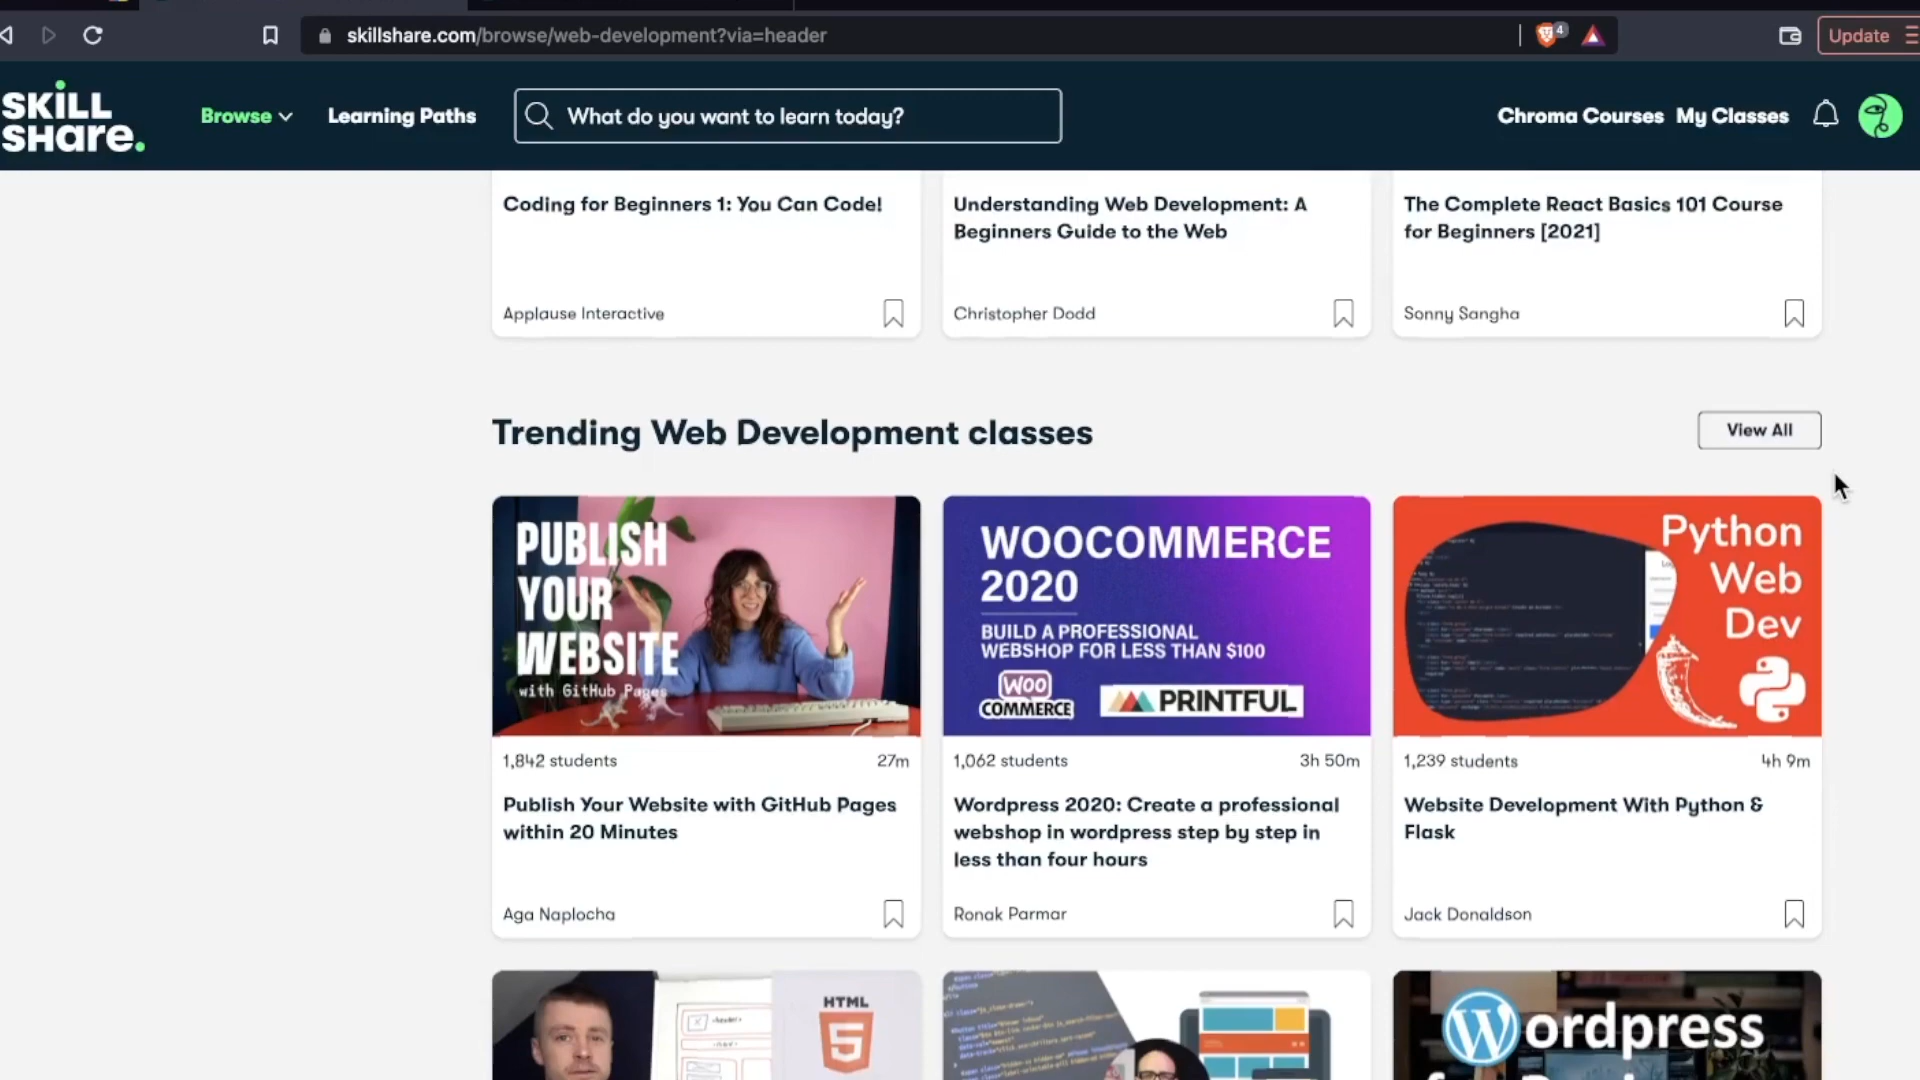 skillshare.com/browse/web-development?via=header
4
Update
SKiLL
SHare.
Browse
Learning Paths
What do you want to learn today?
Chroma Courses
My Classes
Coding for Beginners 1: You Can Code!
Applause Interactive
Understanding Web Development: A
Beginners Guide to the Web
Christopher Dodd
The Complete React Basics 101 Course
for Beginners [2021]
Sonny Sangha
Trending Web Development classes
View All
PUBLISH
YOUR
WEBSITE
with GitHub Pages
1,842 students
27m
Publish Your Website with GitHub Pages
within 20 Minutes
Aga Naplocha
WOOCOMMERCE
2020
BUILD A PROFESSIONAL
WEBSHOP FOR LESS THAN $100
WOO
COMMERCE
PRINTFUL
1,062 students
3h 50m
Wordpress 2020: Create a professional
webshop in wordpress step by step in
less than four hours
Ronak Parmar
Python
Web
Dev
1,239 students
4h 9m
Website Development With Python &
Flask
Jack Donaldson
<header>
HTML
5
Wordpress